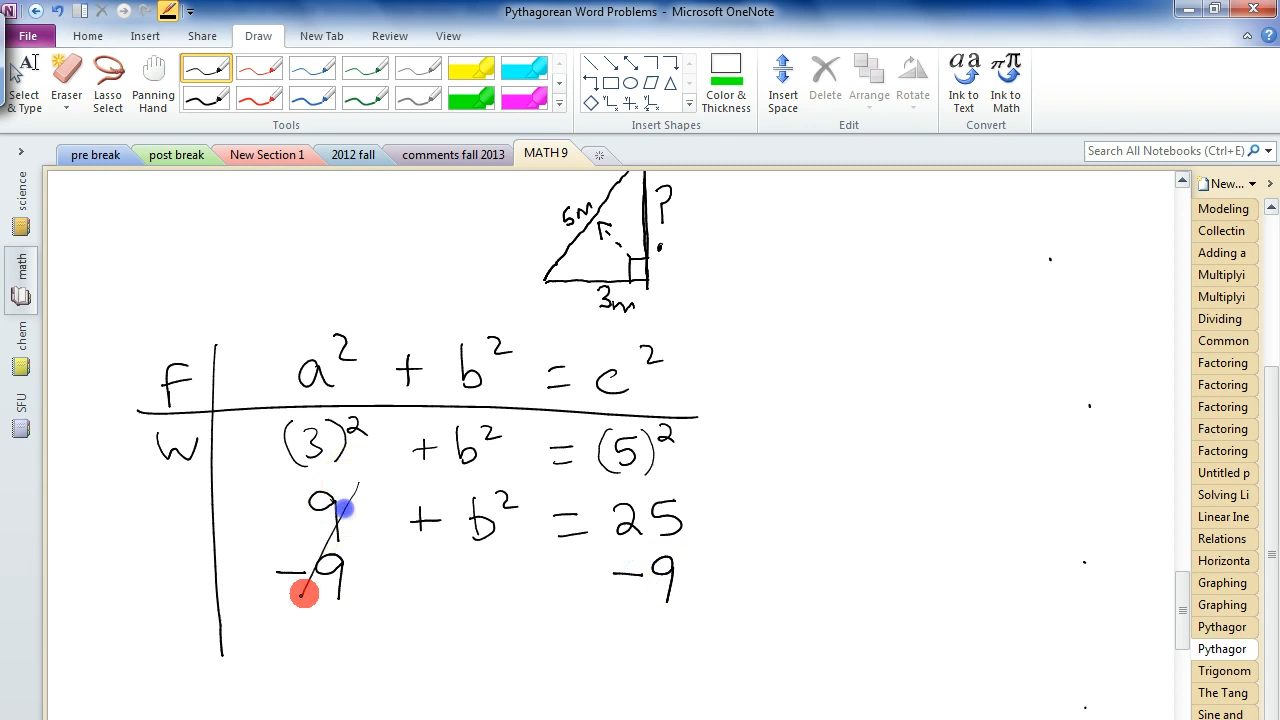 Pythagorean Word Problems - Microsoft OneNote
File Home Insert Share Draw New Tab Review View
A
Select & Type
Eraser
Lasso Select
Panning Hand
Color & Thickness
Insert Space
Delete
Arrange
Rotate
aa
Ink to Text
ππ
Ink to Math
Tools
Insert Shapes
Edit
Convert
pre break
post break
New Section 1
2012 fall
comments fall 2013
MATH 9
Search All Notebooks (Ctrl+E)
science
math
chem
SFU
New...
Modeling
Collectin
Adding a
Multiplyi
Multiplyi
Dividing
Common
Factoring
Factoring
Factoring
Factoring
Factoring
Untitled p
Solving Li
Linear Ine
Relations
Horizonta
Graphing
Graphing
Pythagor
Pythagor
Trigonom
The Tang
Sine and
5m ?
3m
F a² + b² = c²
W (3)² + b² = (5)²
9 + b² = 25
-9 -9